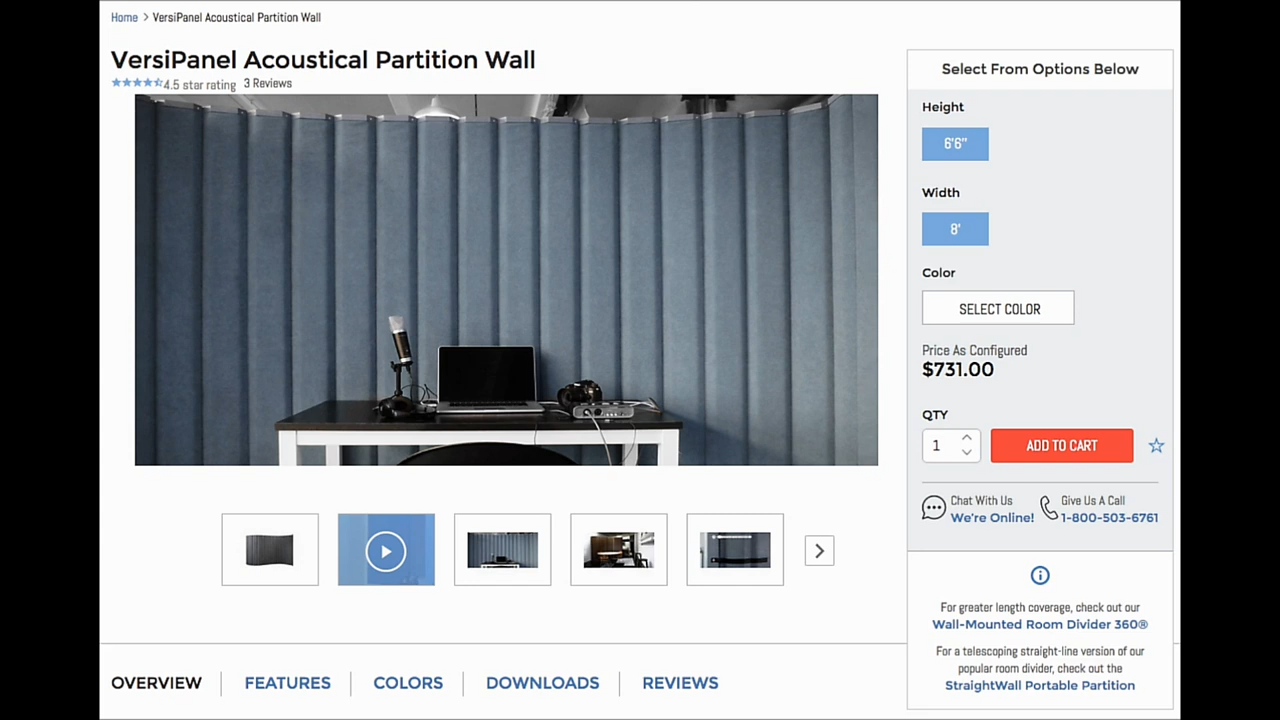 Home > VersiPanel Acoustical Partition Wall
VersiPanel Acoustical Partition Wall
4.5 star rating 3 Reviews
Select From Options Below
Height
6'6"
Width
8'
Color
SELECT COLOR
Price As Configured
$731.00
QTY
1 ADD TO CART
Chat With Us
We're Online!
Give Us A Call
1-800-503-6761
For greater length coverage, check out our
Wall-Mounted Room Divider 360®
For a telescoping straight-line version of our
popular room divider, check out the
StraightWall Portable Partition
OVERVIEW FEATURES COLORS DOWNLOADS REVIEWS